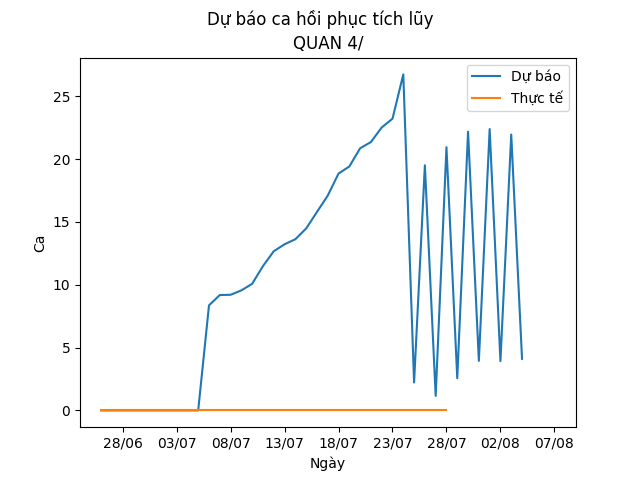 Dự báo ca hồi phục tích lũy
QUAN 4/
Dự báo
Thực tế
Ca
25
20
15
10
5
0
28/06 03/07 08/07 13/07 18/07 23/07 28/07 02/08 07/08
Ngày